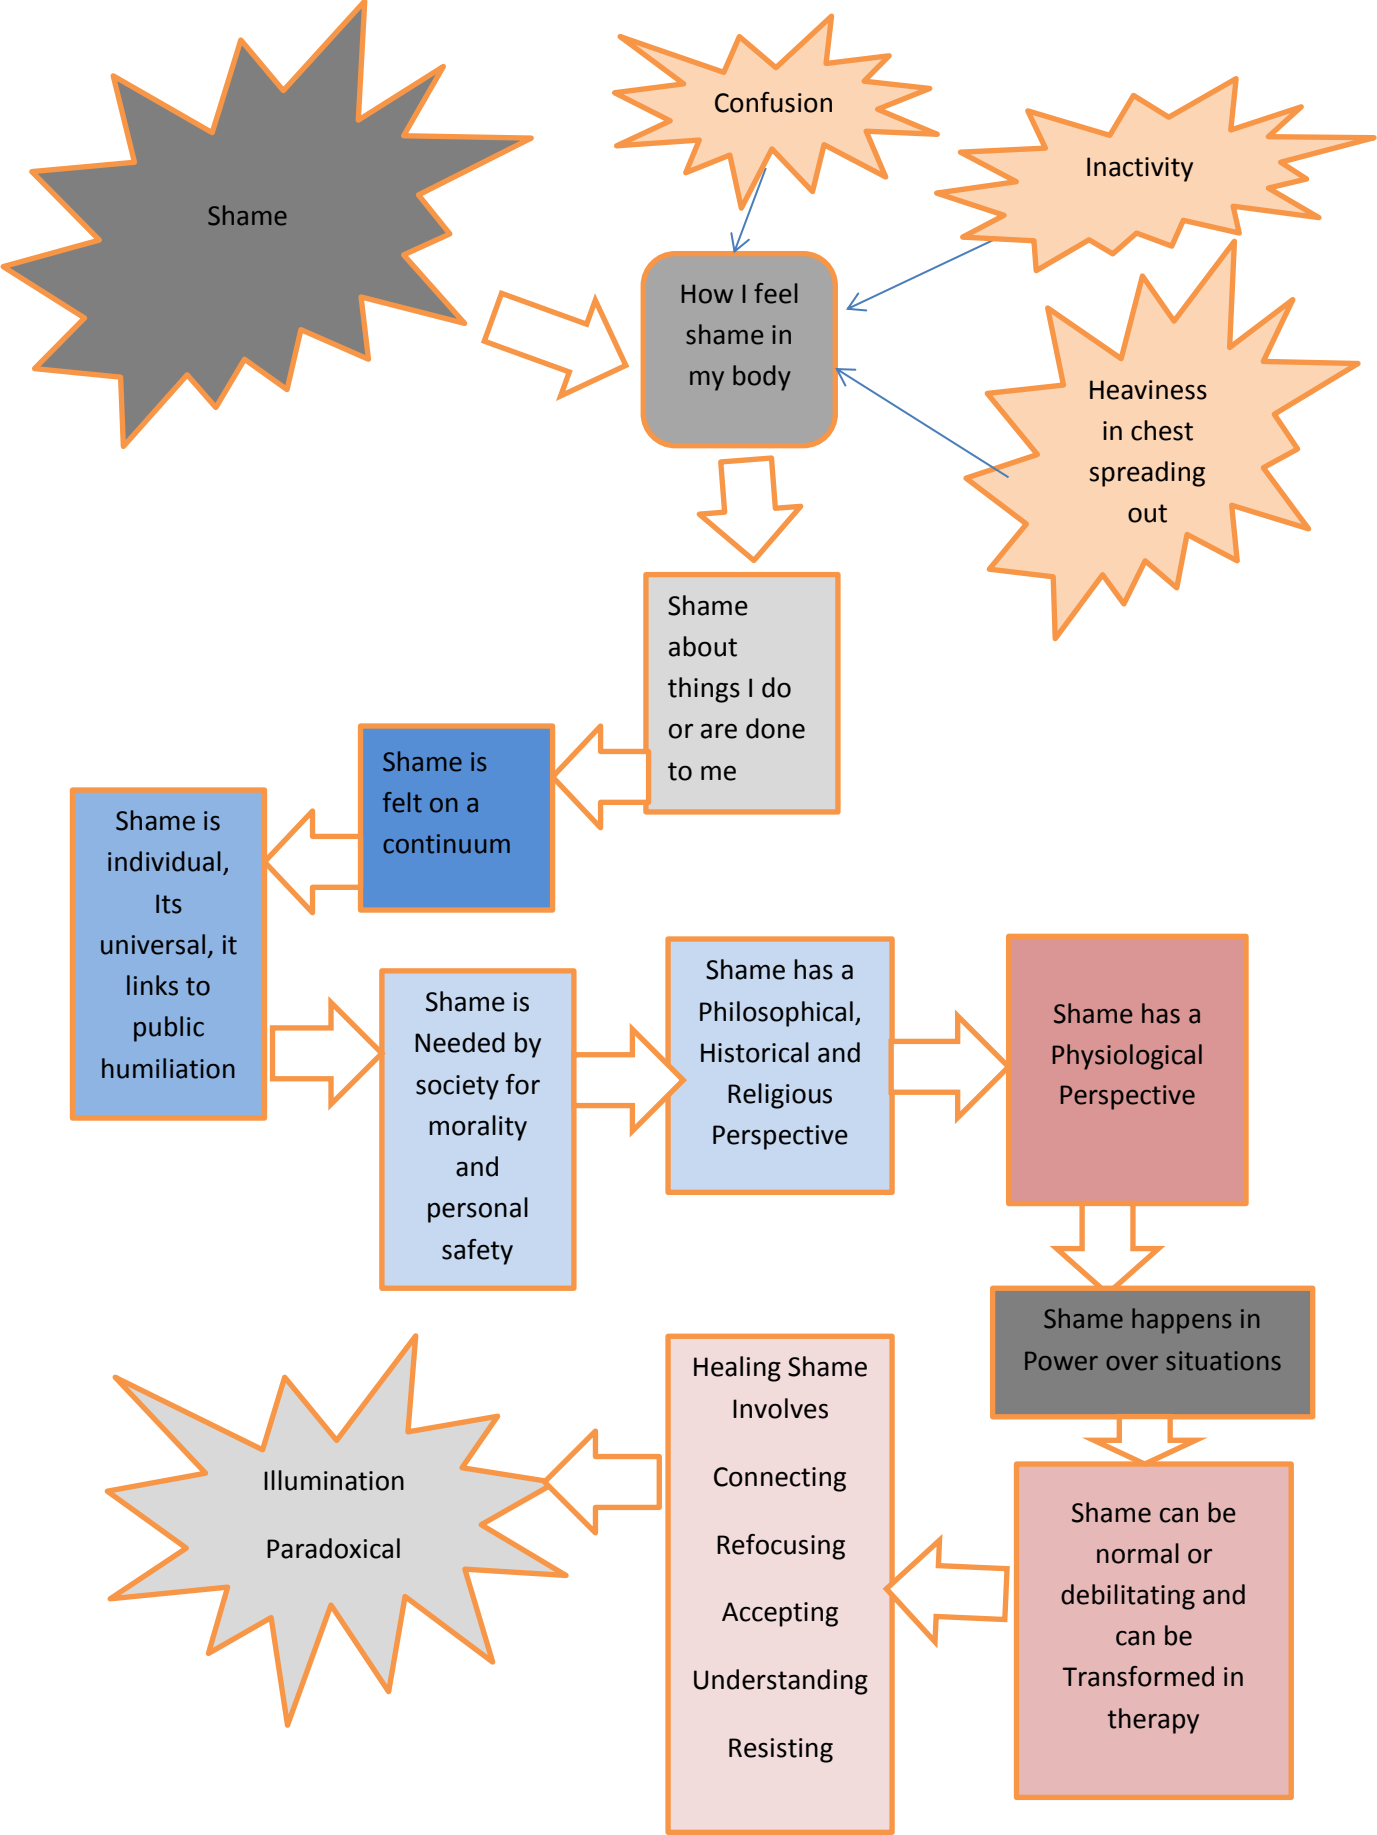 Shame
Confusion
Inactivity
How I feel
shame in
my body
Heaviness
in chest
spreading
out
Shame
about
things I do
or are done
to me
Shame is
felt on a
continuum
Shame is
individual,
Its
universal, it
links to
public
humiliation
Shame is
Needed by
society for
morality
and
personal
safety
Shame has a
Philosophical,
Historical and
Religious
Perspective
Shame has a
Physiological
Perspective
Shame happens in
Power over situations
Shame can be
normal or
debilitating and
can be
Transformed in
therapy
Healing Shame
Involves
Connecting
Refocusing
Accepting
Understanding
Resisting
Illumination
Paradoxical